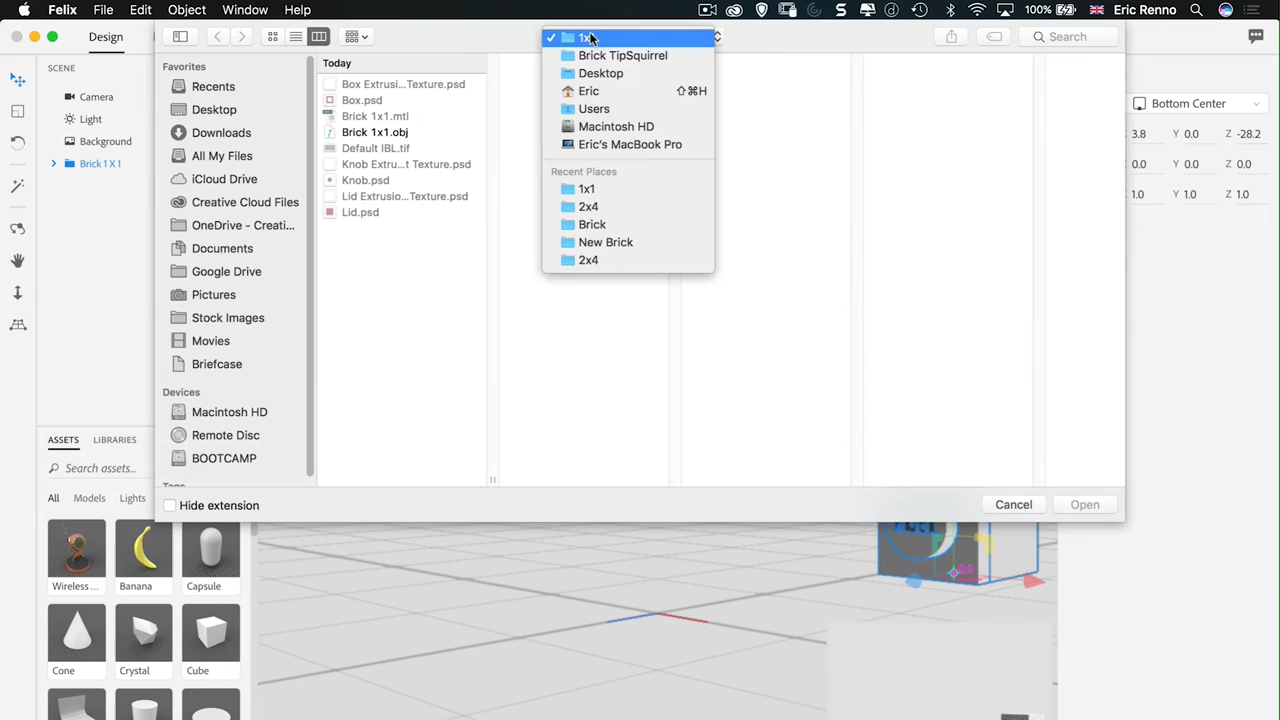 Felix File Edit Object Window Help 100% Eric Renno
Design
Search
SCENE
Camera
Light
Background
Brick 1 X 1
Favorites
Recents
Desktop
Downloads
All My Files
iCloud Drive
Creative Cloud Files
OneDrive - Creati...
Documents
Google Drive
Pictures
Stock Images
Movies
Briefcase
Devices
Macintosh HD
Remote Disc
BOOTCAMP
Today
Box Extrusi...Texture.psd
Box.psd
Brick 1x1.mtl
Brick 1x1.obj
Default IBL.tif
Knob Extru...t Texture.psd
Knob.psd
Lid Extrusio...Texture.psd
Lid.psd
Brick TipSquirrel
Desktop
Eric ⇧⌘H
Users
Macintosh HD
Eric's MacBook Pro
Recent Places
1x1
2x4
Brick
New Brick
2x4
Bottom Center
3.8 Y 0.0 Z -28.2
0.0 Y 0.0 Z 0.0
1.0 Y 1.0 Z 1.0
Hide extension
Cancel Open
ASSETS LIBRARIES
Search assets...
All Models Lights
Wireless ... Banana Capsule
Cone Crystal Cube
0.0